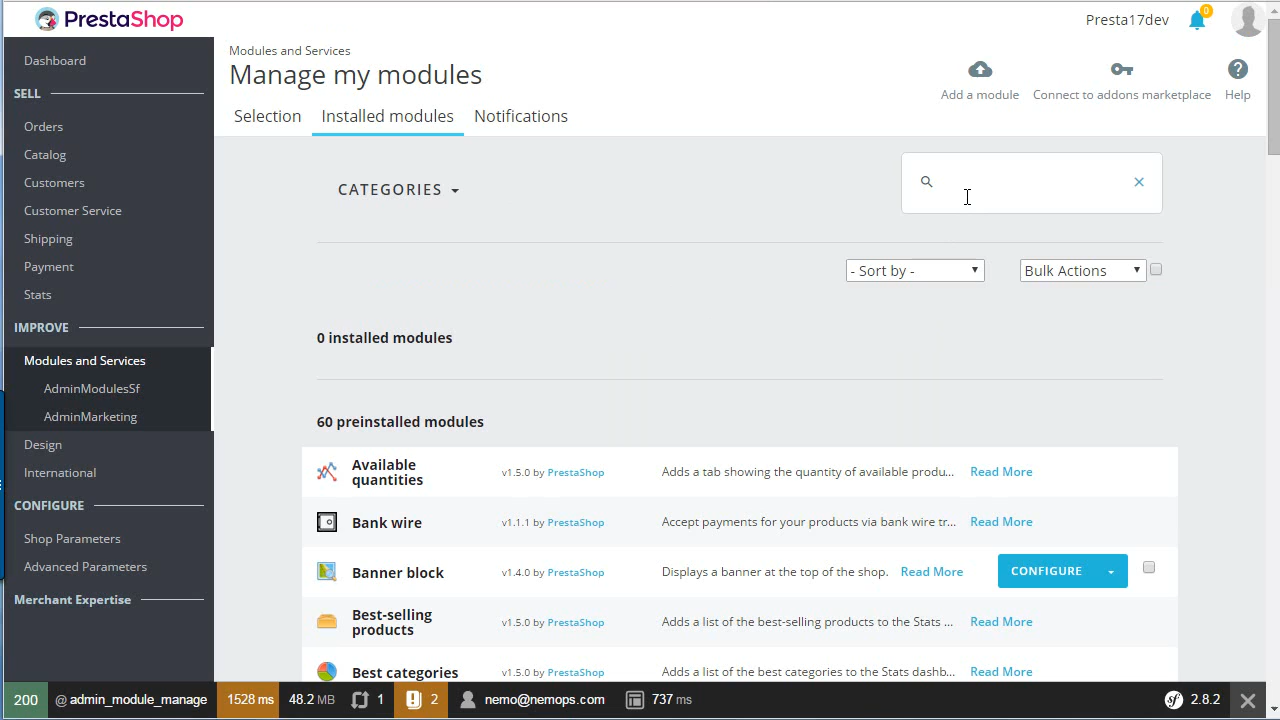 PrestaShop
Presta17dev
0
Dashboard
SELL
Orders
Catalog
Customers
Customer Service
Shipping
Payment
Stats
IMPROVE
Modules and Services
AdminModulesSf
AdminMarketing
Design
International
CONFIGURE
Shop Parameters
Advanced Parameters
Merchant Expertise
Modules and Services
Manage my modules
Add a module
Connect to addons marketplace
Help
Selection Installed modules Notifications
CATEGORIES
- Sort by - Bulk Actions
0 installed modules
60 preinstalled modules
Available quantities v1.5.0 by PrestaShop Adds a tab showing the quantity of available produ... Read More
Bank wire v1.1.1 by PrestaShop Accept payments for your products via bank wire tr... Read More
Banner block v1.4.0 by PrestaShop Displays a banner at the top of the shop. Read More CONFIGURE
Best-selling products v1.5.0 by PrestaShop Adds a list of the best-selling products to the Stats ... Read More
Best categories v1.5.0 by PrestaShop Adds a list of the best categories to the Stats dashb... Read More
200 @ admin_module_manage 1528 ms 48.2 MB 1 2 nemo@nemops.com 737 ms sf 2.8.2